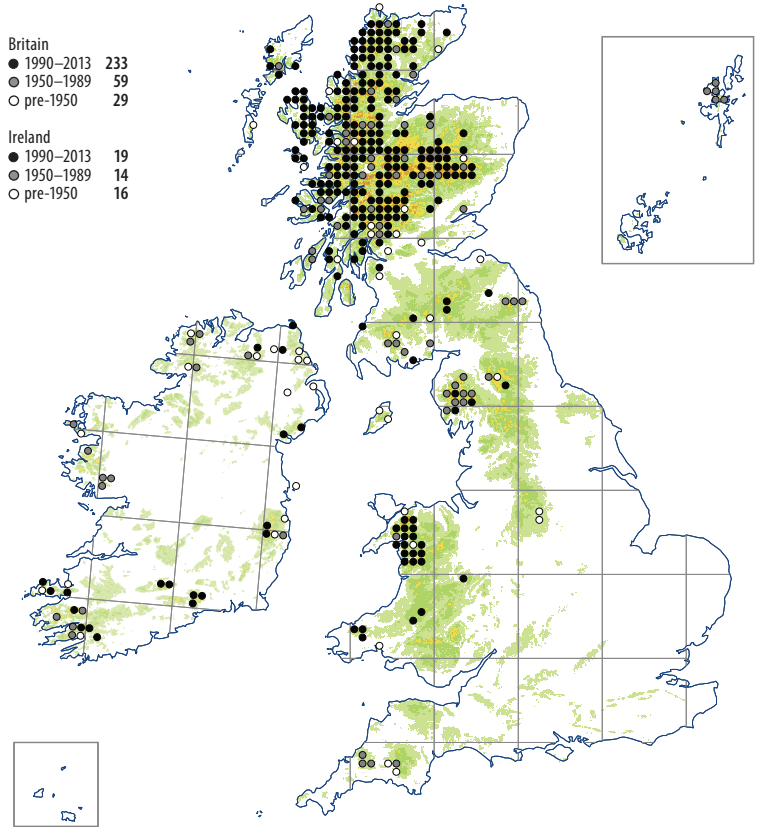 Britain
1990–2013 233
1950–1989 59
pre-1950 29
Ireland
1990–2013 19
1950–1989 14
pre-1950 16